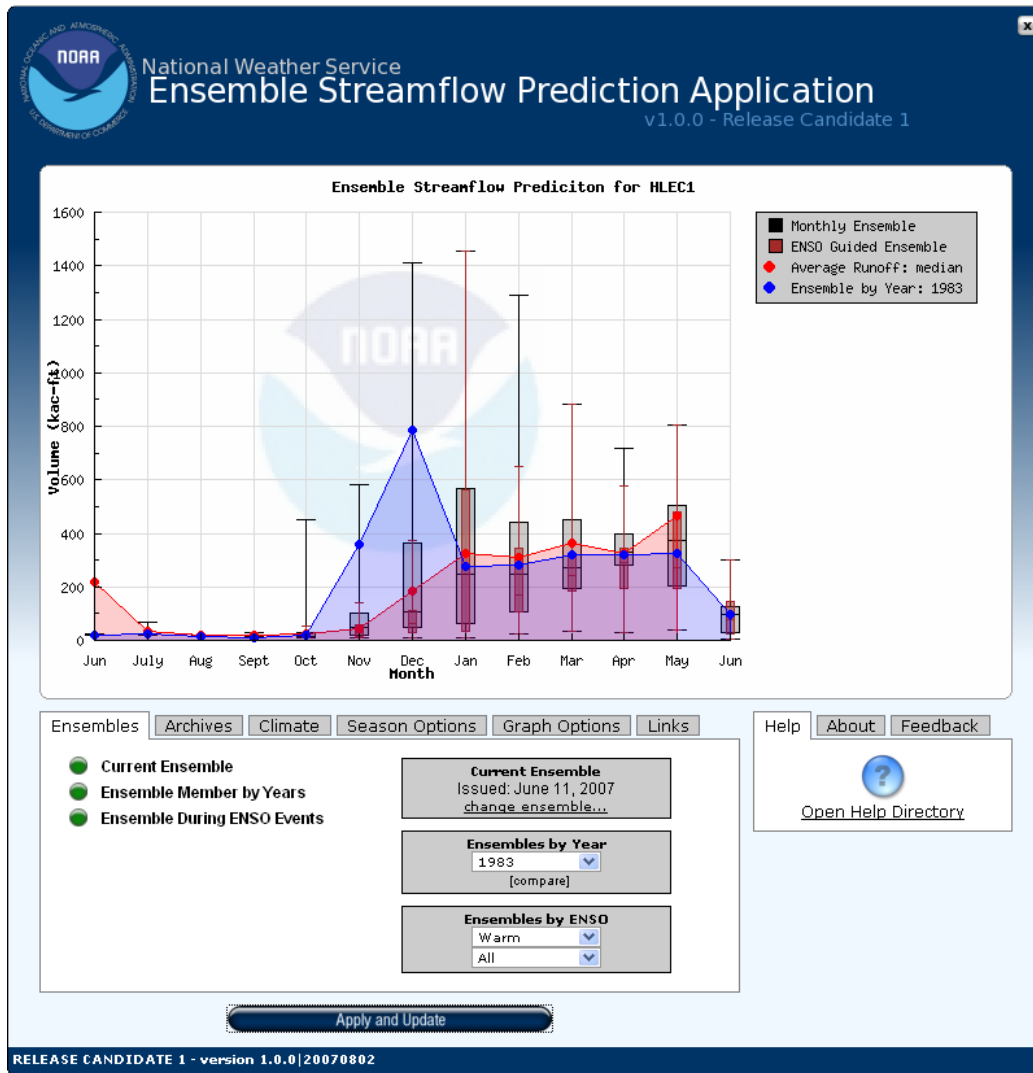 x
NATIONAL OCEANIC AND ATMOSPHERIC ADMINISTRATION
NOAA
U.S. DEPARTMENT OF COMMERCE
National Weather Service
Ensemble Streamflow Prediction Application
v1.0.0 - Release Candidate 1
Ensemble Streamflow Prediciton for HLEC1
1600
1400
1200
1000
800
600
400
200
0
Volume (kac-ft)
NOAA
Jun July Aug Sept Oct Nov Dec Jan Feb Mar Apr May Jun
Month
Monthly Ensemble
ENSO Guided Ensemble
Average Runoff: median
Ensemble by Year: 1983
Ensembles Archives Climate Season Options Graph Options Links
Current Ensemble
Ensemble Member by Years
Ensemble During ENSO Events
Current Ensemble
Issued: June 11, 2007
change ensemble...
Ensembles by Year
1983
[compare]
Ensembles by ENSO
Warm
All
Help About Feedback
?
Open Help Directory
Apply and Update
RELEASE CANDIDATE 1 - version 1.0.0|20070802